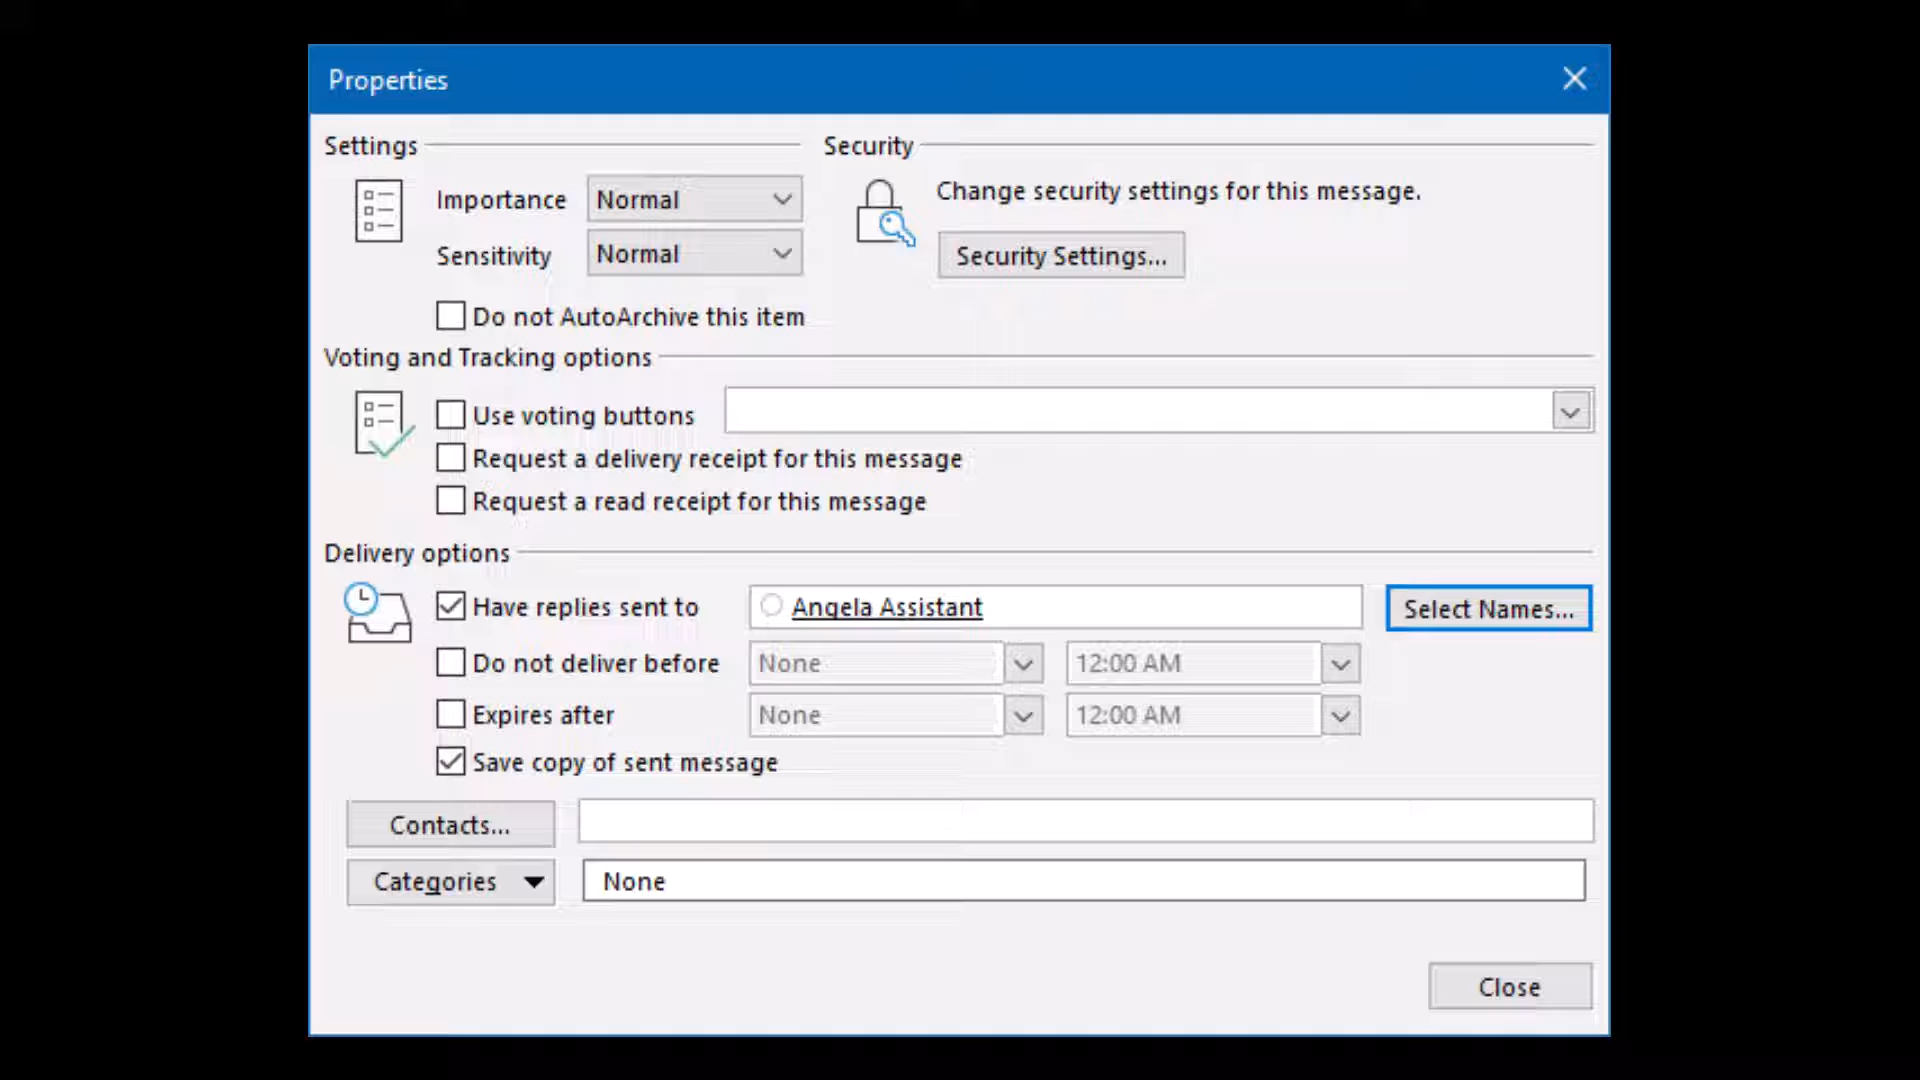 Properties
Settings
Security
Importance Normal
Change security settings for this message.
Sensitivity Normal
Security Settings...
Do not AutoArchive this item
Voting and Tracking options
Use voting buttons
Request a delivery receipt for this message
Request a read receipt for this message
Delivery options
Have replies sent to Angela Assistant Select Names...
Do not deliver before None 12:00 AM
Expires after None 12:00 AM
Save copy of sent message
Contacts...
Categories None
Close